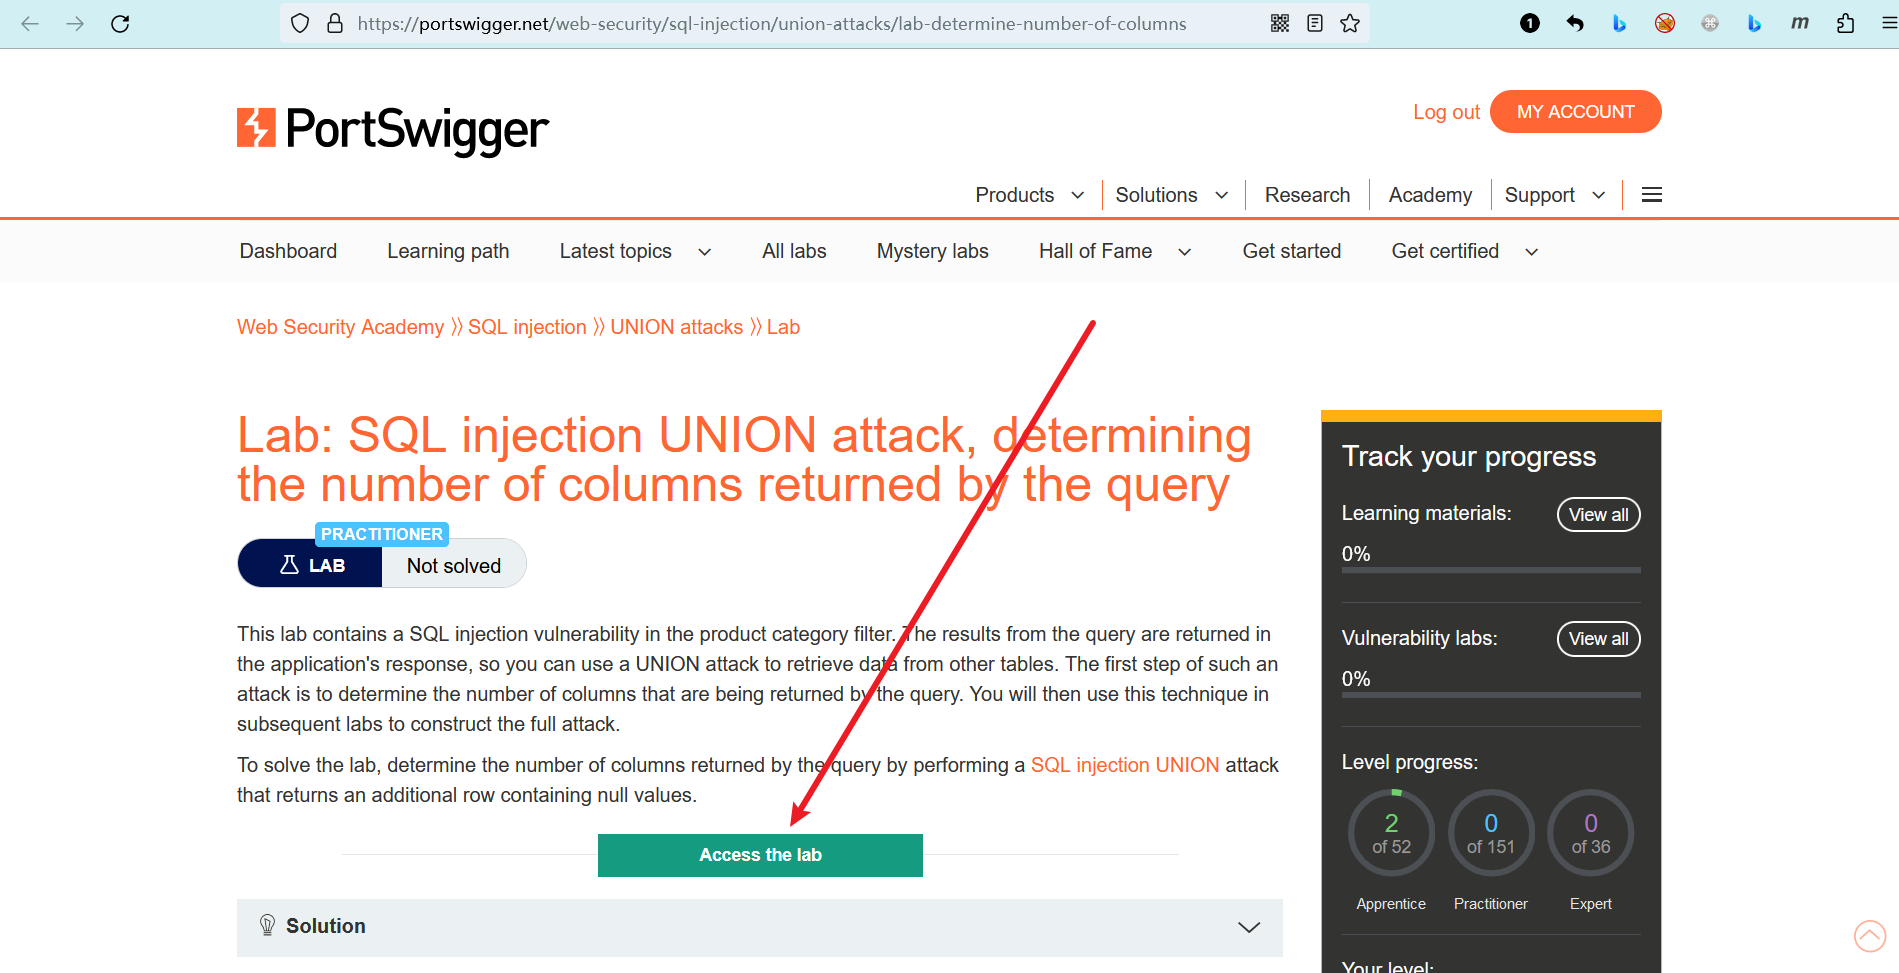 https://portswigger.net/web-security/sql-injection/union-attacks/lab-determine-number-of-columns
1
m
PortSwigger
Log out
MY ACCOUNT
Products
Solutions
Research
Academy
Support
Dashboard
Learning path
Latest topics
All labs
Mystery labs
Hall of Fame
Get started
Get certified
Web Security Academy
SQL injection
UNION attacks
Lab
Lab: SQL injection UNION attack, determining
the number of columns returned by the query
PRACTITIONER
LAB
Not solved
This lab contains a SQL injection vulnerability in the product category filter. The results from the query are returned in
the application's response, so you can use a UNION attack to retrieve data from other tables. The first step of such an
attack is to determine the number of columns that are being returned by the query. You will then use this technique in
subsequent labs to construct the full attack.
To solve the lab, determine the number of columns returned by the query by performing a SQL injection UNION attack
that returns an additional row containing null values.
Access the lab
Solution
Track your progress
Learning materials:
View all
0%
Vulnerability labs:
View all
0%
Level progress:
2
of 52
0
of 151
0
of 36
Apprentice
Practitioner
Expert
Your level: